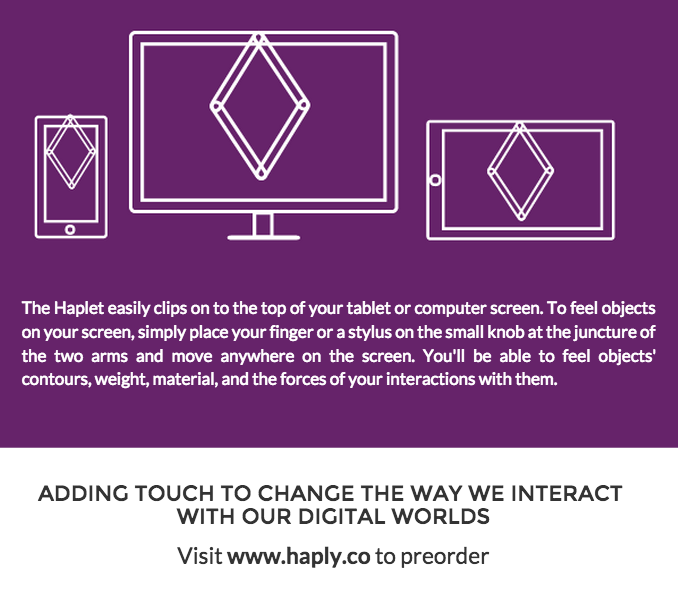 The Haplet easily clips on to the top of your tablet or computer screen. To feel objects
on your screen, simply place your finger or a stylus on the small knob at the juncture of
the two arms and move anywhere on the screen. You'll be able to feel objects'
contours, weight, material, and the forces of your interactions with them.
ADDING TOUCH TO CHANGE THE WAY WE INTERACT
WITH OUR DIGITAL WORLDS
Visit www.haply.co to preorder